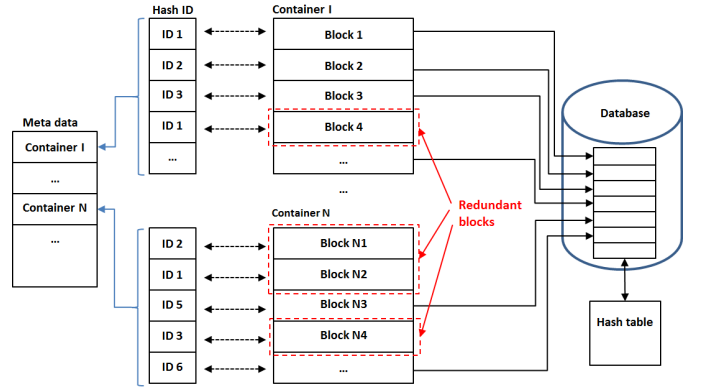 Hash ID
Container I
ID 1
Block 1
ID 2
Block 2
ID 3
Block 3
ID 1
Block 4
...
...
...
Meta data
Container I
...
Container N
...
Database
Redundant
blocks
Container N
ID 2
Block N1
ID 1
Block N2
ID 5
Block N3
ID 3
Block N4
ID 6
...
Hash table